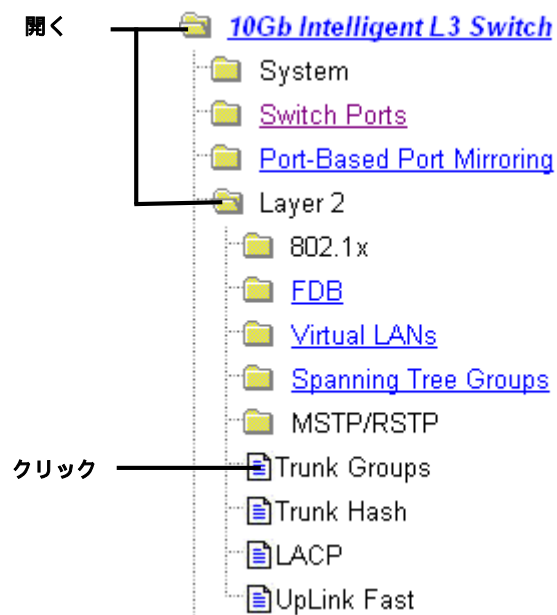 開く
10Gb Intelligent L3 Switch
System
Switch Ports
Port-Based Port Mirroring
Layer 2
802.1x
FDB
Virtual LANs
Spanning Tree Groups
MSTP/RSTP
クリック
Trunk Groups
Trunk Hash
LACP
UpLink Fast